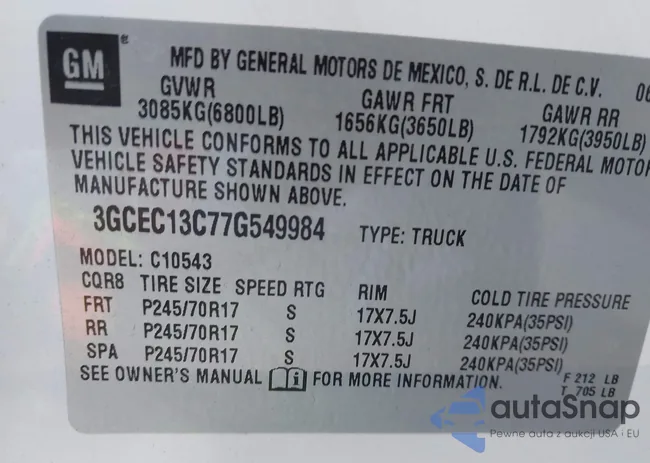 GM
MFD BY GENERAL MOTORS DE MEXICO, S. DE R.L. DE C.V. 06
GVWR GAWR FRT GAWR RR
3085KG(6800LB) 1656KG(3650LB) 1792KG(3950LB)
THIS VEHICLE CONFORMS TO ALL APPLICABLE U.S. FEDERAL MOTOR
VEHICLE SAFETY STANDARDS IN EFFECT ON THE DATE OF
MANUFACTURE SHOWN ABOVE.
3GCEC13C77G549984 TYPE: TRUCK
MODEL: C10543
CQR8 TIRE SIZE SPEED RTG RIM COLD TIRE PRESSURE
FRT P245/70R17 S 17X7.5J 240KPA(35PSI)
RR P245/70R17 S 17X7.5J 240KPA(35PSI)
SPA P245/70R17 S 17X7.5J 240KPA(35PSI)
SEE OWNER'S MANUAL FOR MORE INFORMATION.
F 212 LB
T 705 LB
autaSnap
Pewne auta z aukcji USA i EU